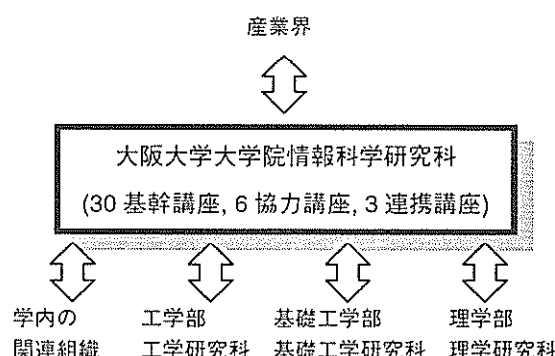 産業界
大阪大学大学院情報科学研究科
(30 基幹講座, 6 協力講座, 3 連携講座)
学内の 工学部 基礎工学部 理学部
関連組織 工学研究科 基礎工学研究科 理学研究科